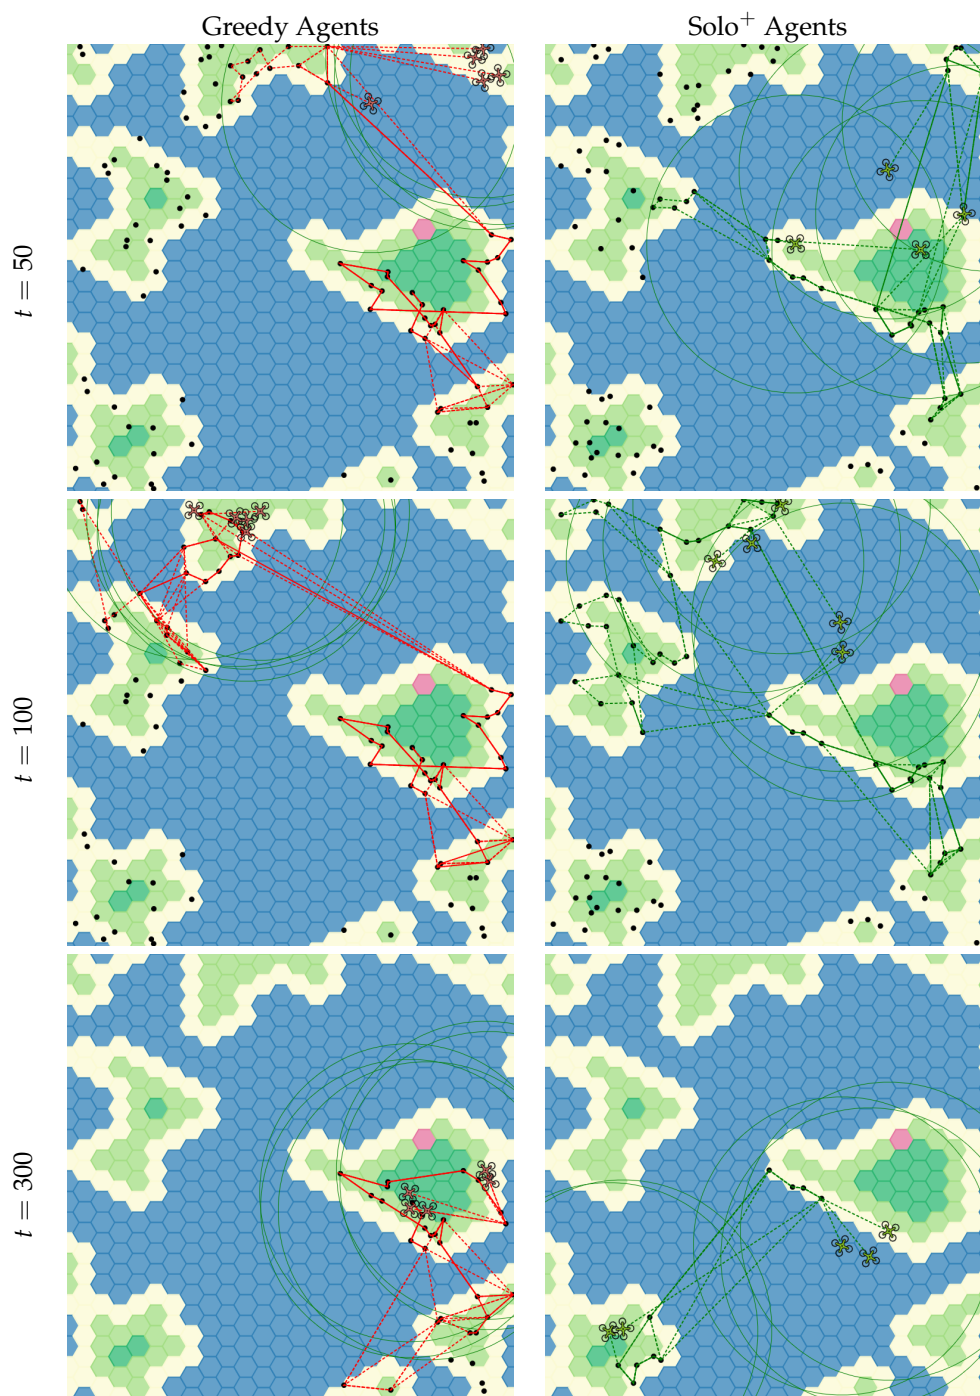 Greedy Agents
Solo⁺ Agents
t = 50
t = 100
t = 300